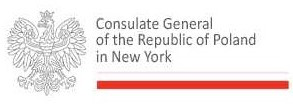 Consulate General
of the Republic of Poland
in New York